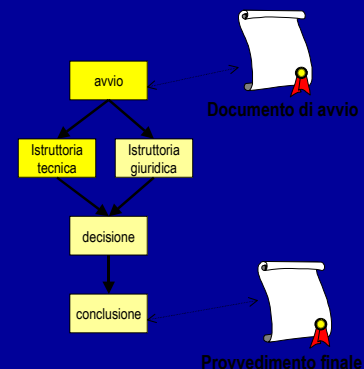 avvio
Documento di avvio
Istruttoria
tecnica
Istruttoria
giuridica
decisione
conclusione
Provvedimento finale